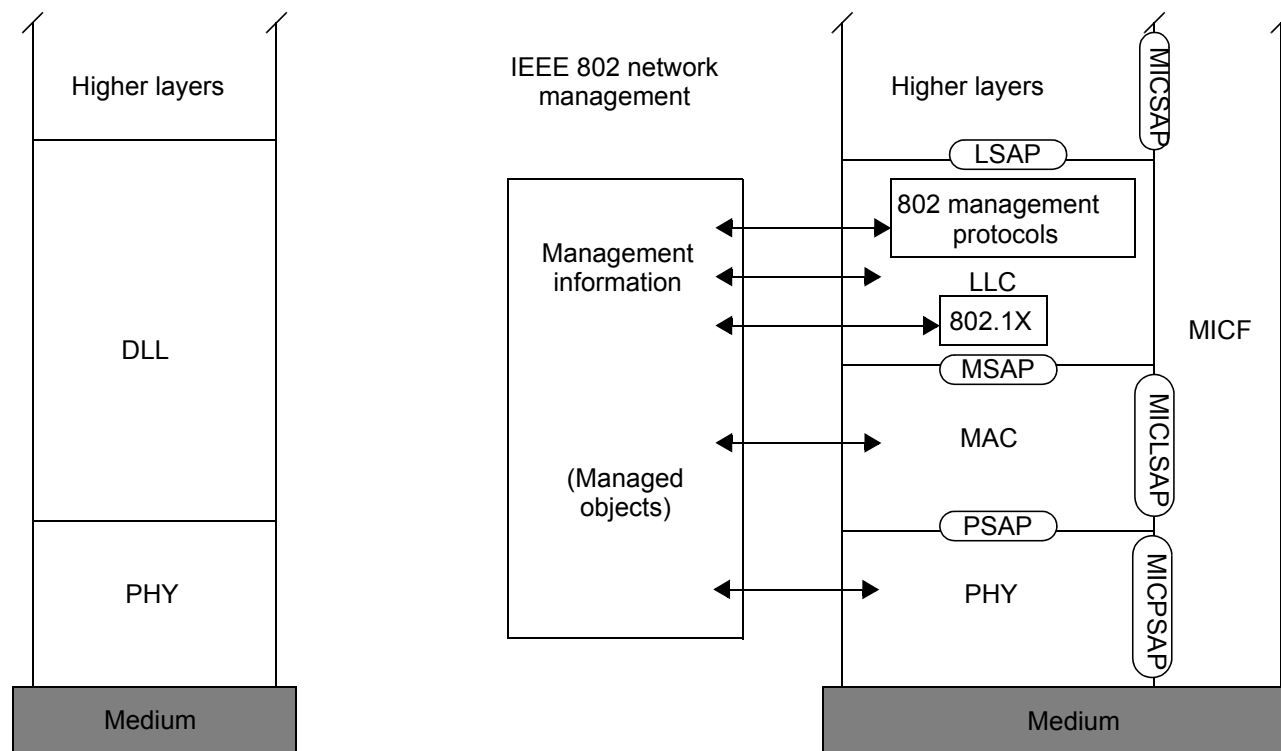 Higher layers
DLL
PHY
Medium
IEEE 802 network
management
Management
information
(Managed
objects)
Higher layers
LSAP
802 management
protocols
LLC
802.1X
MSAP
MAC
PSAP
PHY
Medium
MICSAP
MICLSAP
MICPSAP
MICF